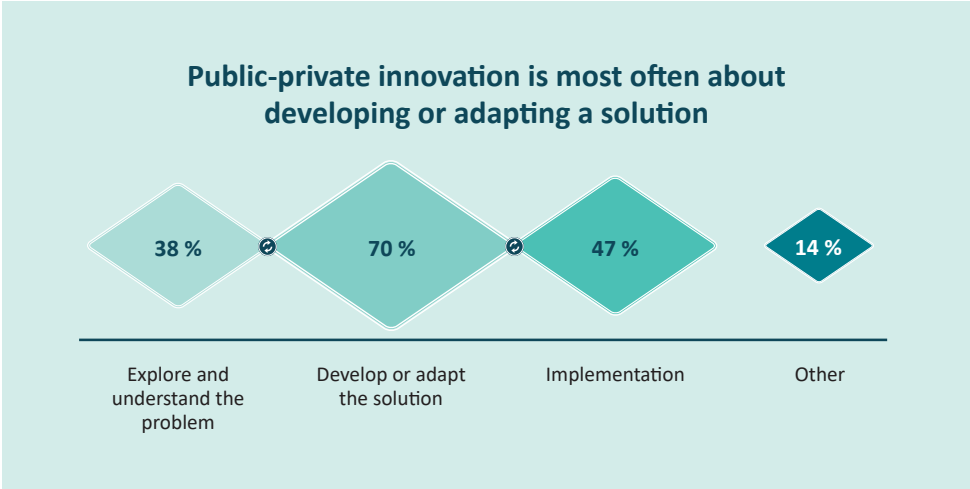 Public-private innovation is most often about
developing or adapting a solution
38 %
70 %
47 %
14 %
Explore and
understand the
problem
Develop or adapt
the solution
Implementation
Other